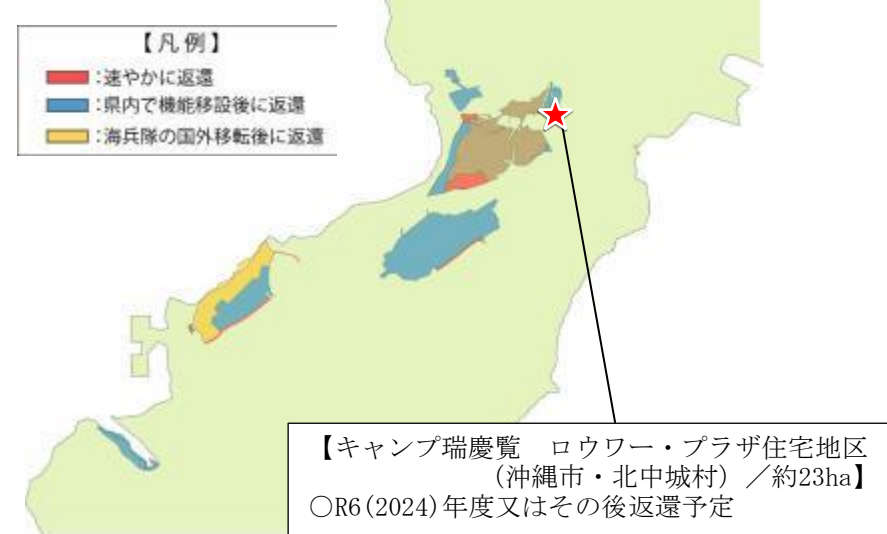 【凡例】
：速やかに返還
：県内で機能移設後に返還
：海兵隊の国外移転後に返還
【キャンプ瑞慶覧　ロウワー・プラザ住宅地区
（沖縄市・北中城村）／約23ha】
○R6(2024)年度又はその後返還予定